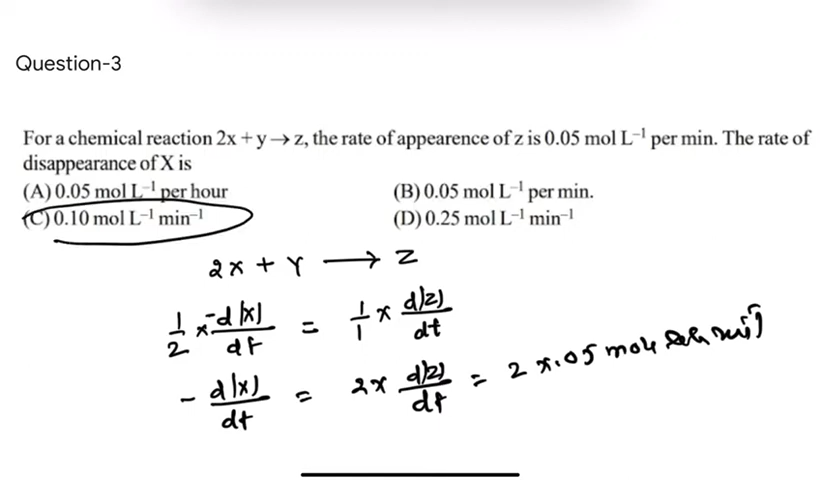 Question-3
For a chemical reaction 2x + y → z, the rate of appearence of z is 0.05 mol L⁻¹ per min. The rate of
disappearance of X is
(A) 0.05 mol L⁻¹ per hour (B) 0.05 mol L⁻¹ per min.
(C) 0.10 mol L⁻¹ min⁻¹ (D) 0.25 mol L⁻¹ min⁻¹
2x + Y → Z
1/2 × -d|x|/dt = 1/1 × d|z|/dt
- d|x|/dt = 2 × d|z|/dt = 2 × .05